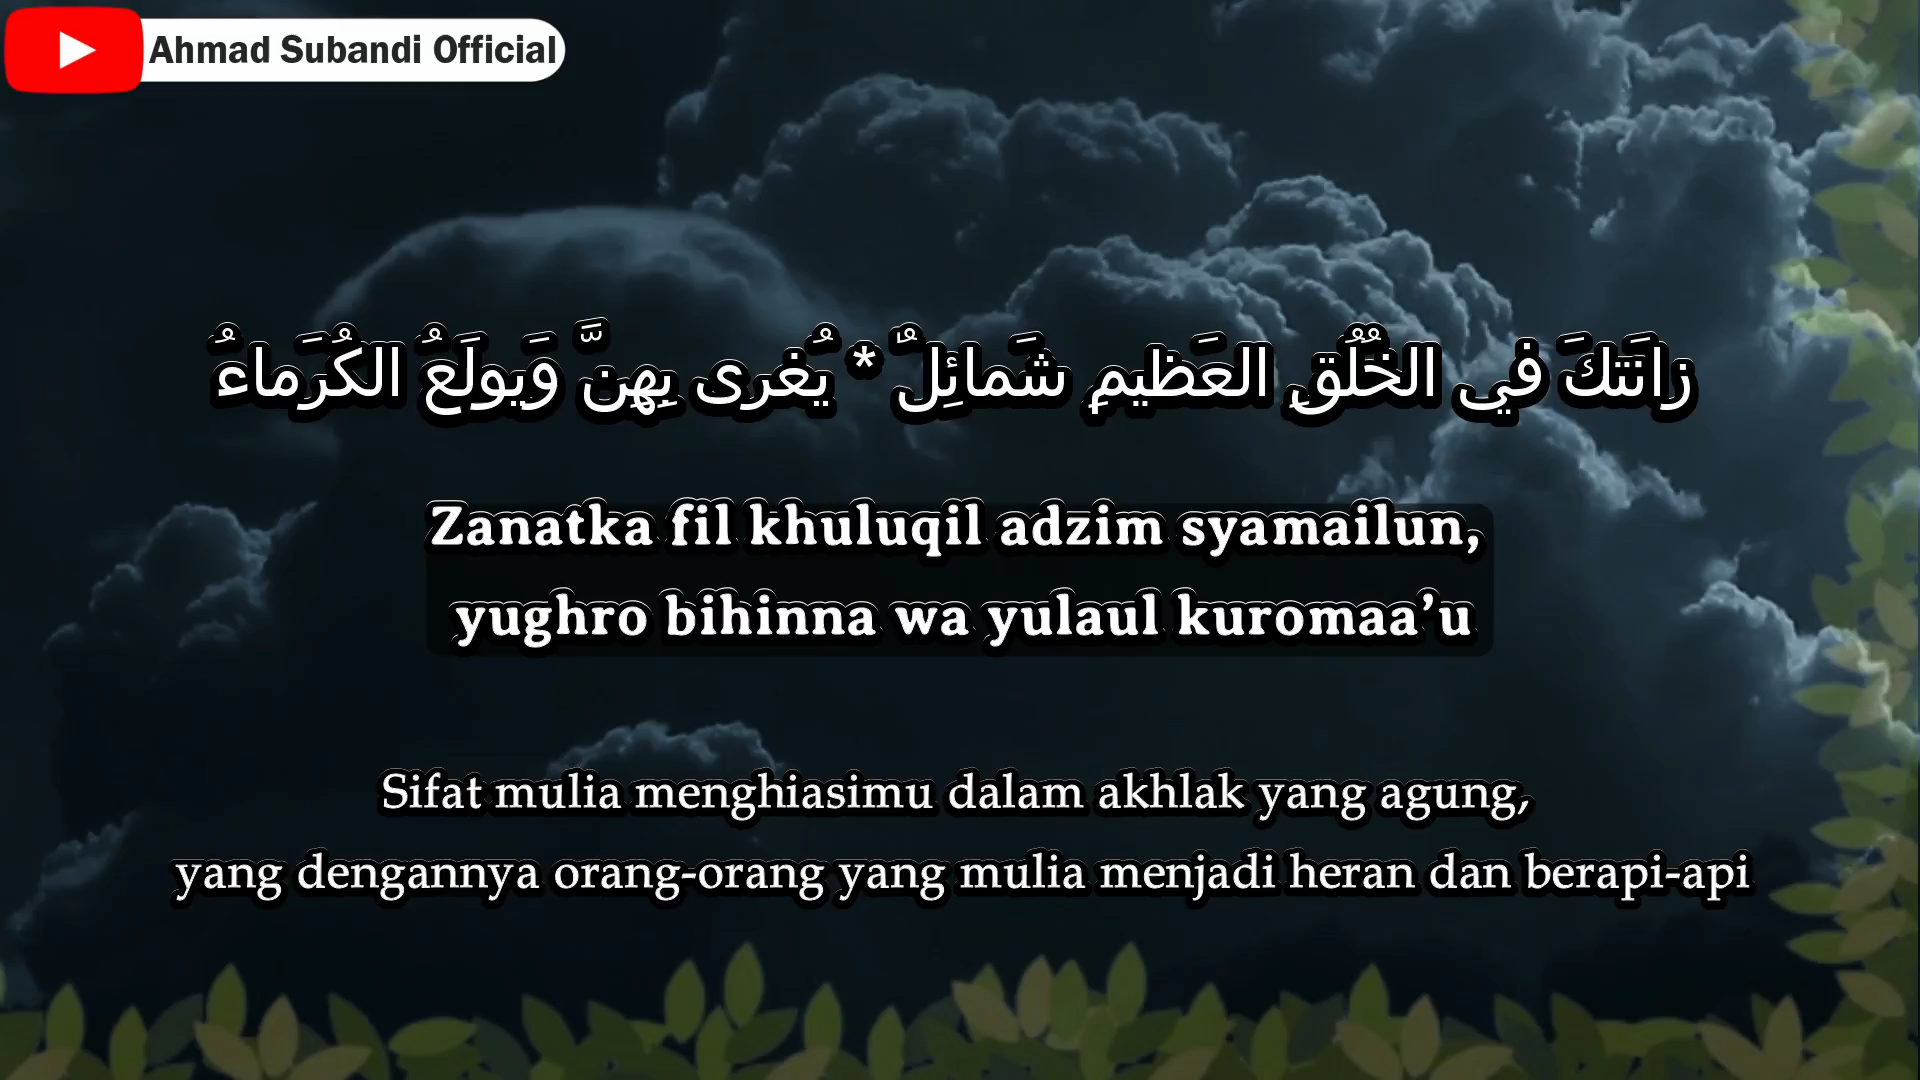 Ahmad Subandi Official
زانَتكَ في الخُلُقِ العَظيمِ شَمائِلٌ * يُغرى بِهِنَّ وَيولَعُ الكُرَماءُ
Zanatka fil khuluqil adzim syamailun,
yughro bihinna wa yulaul kuromaa’u
Sifat mulia menghiasimu dalam akhlak yang agung,
yang dengannya orang-orang yang mulia menjadi heran dan berapi-api